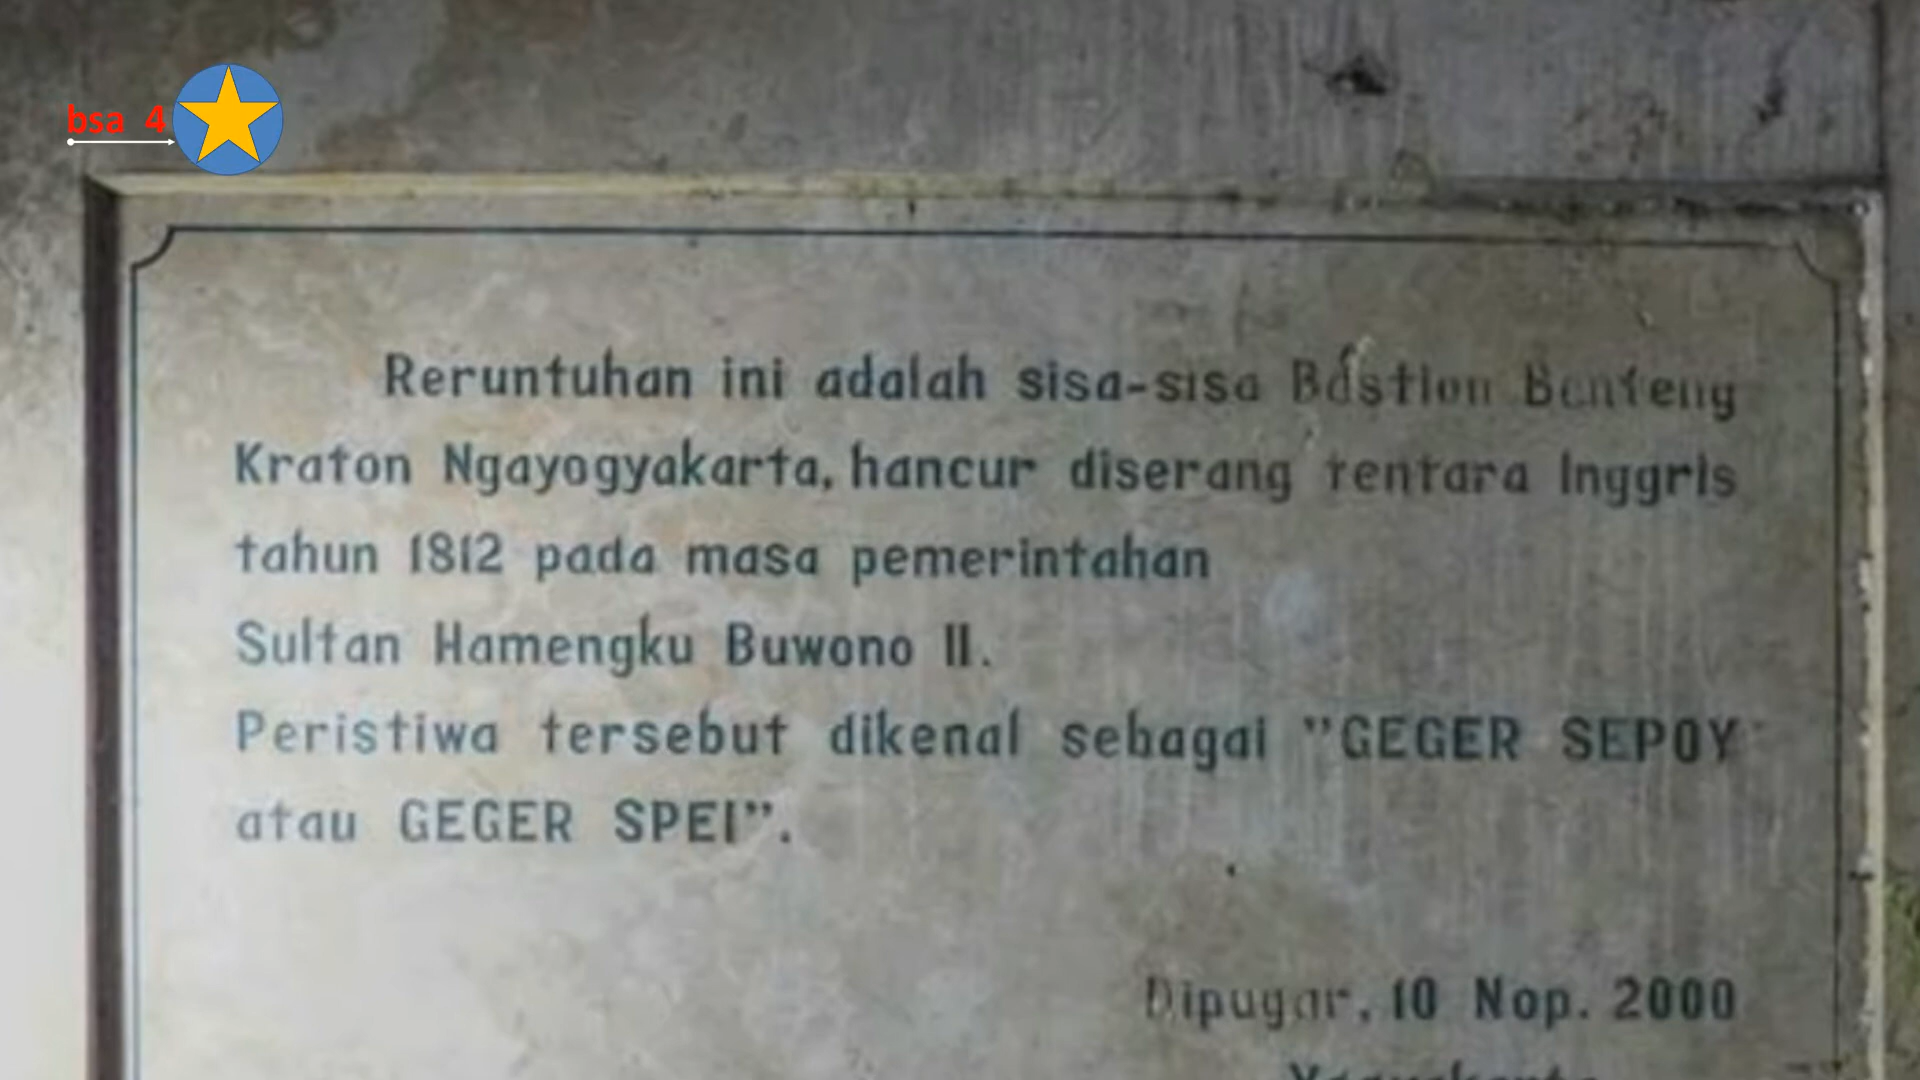 bsa 4
Reruntuhan ini adalah sisa-sisa Bastion Benteng
Kraton Ngayogyakarta, hancur diserang tentara Inggris
tahun 1812 pada masa pemerintahan
Sultan Hamengku Buwono II.
Peristiwa tersebut dikenal sebagai "GEGER SEPOY
atau GEGER SPEI".
Dipugar, 10 Nop. 2000